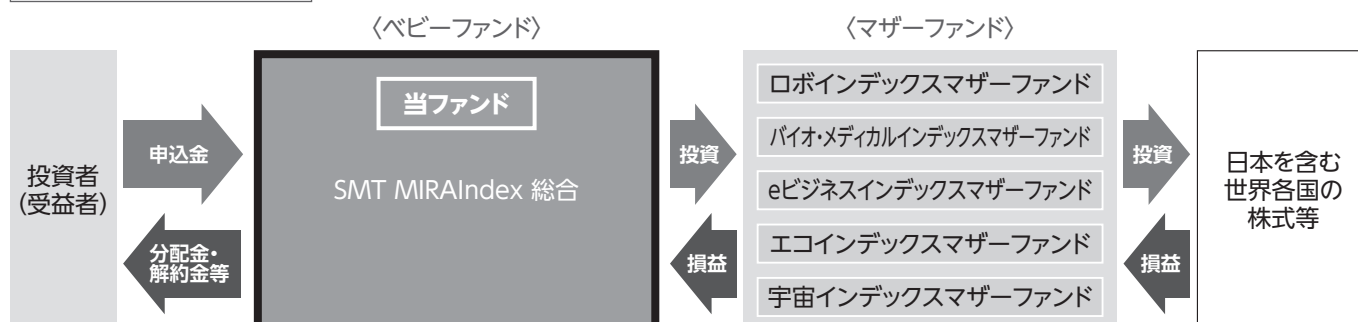 〈ベビーファンド〉
〈マザーファンド〉
投資者
(受益者)
申込金
分配金・
解約金等
当ファンド
SMT MIRAIndex 総合
投資
損益
ロボインデックスマザーファンド
バイオ・メディカルインデックスマザーファンド
eビジネスインデックスマザーファンド
エコインデックスマザーファンド
宇宙インデックスマザーファンド
投資
損益
日本を含む
世界各国の
株式等